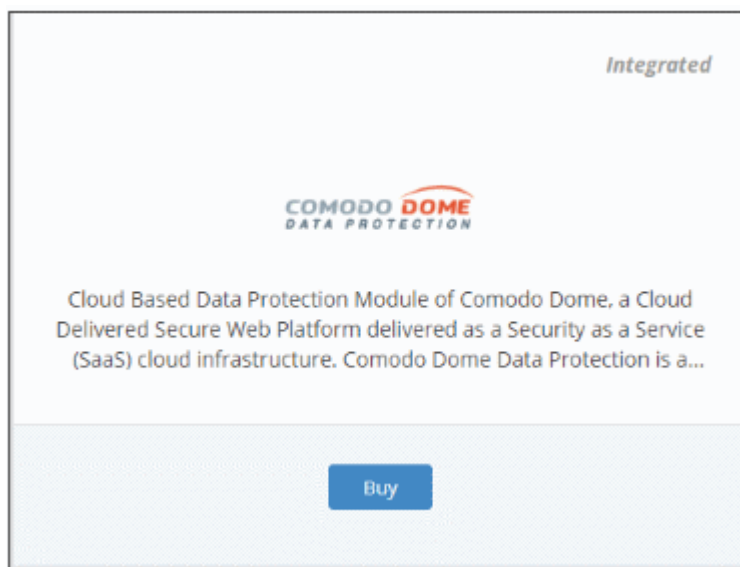 Integrated
COMODO DOME
DATA PROTECTION
Cloud Based Data Protection Module of Comodo Dome, a Cloud
Delivered Secure Web Platform delivered as a Security as a Service
(SaaS) cloud infrastructure. Comodo Dome Data Protection is a...
Buy